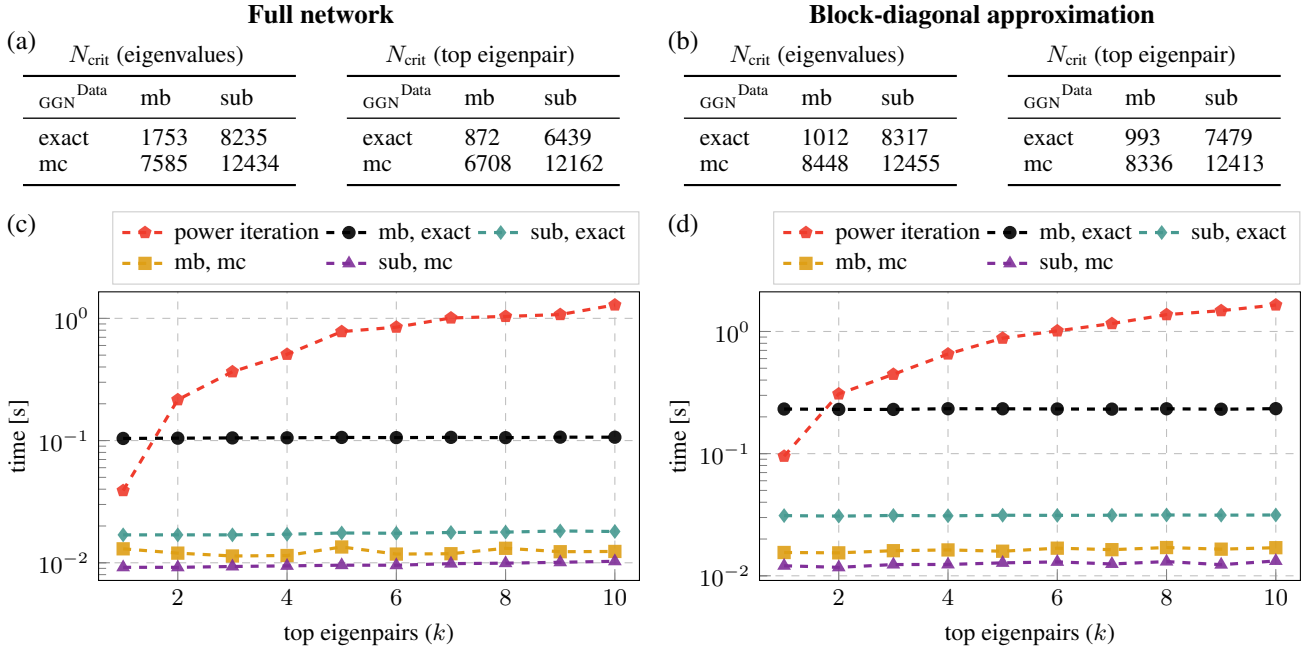 Full network
Block-diagonal approximation
(a)
N_crit (eigenvalues)
GGN Data mb sub
exact 1753 8235
mc 7585 12434
N_crit (top eigenpair)
GGN Data mb sub
exact 872 6439
mc 6708 12162
(b)
N_crit (eigenvalues)
GGN Data mb sub
exact 1012 8317
mc 8448 12455
N_crit (top eigenpair)
GGN Data mb sub
exact 993 7479
mc 8336 12413
(c)
power iteration mb, exact sub, exact
mb, mc sub, mc
time [s]
10^0
10^−1
10^−2
2 4 6 8 10
top eigenpairs (k)
(d)
power iteration mb, exact sub, exact
mb, mc sub, mc
time [s]
10^0
10^−1
10^−2
2 4 6 8 10
top eigenpairs (k)